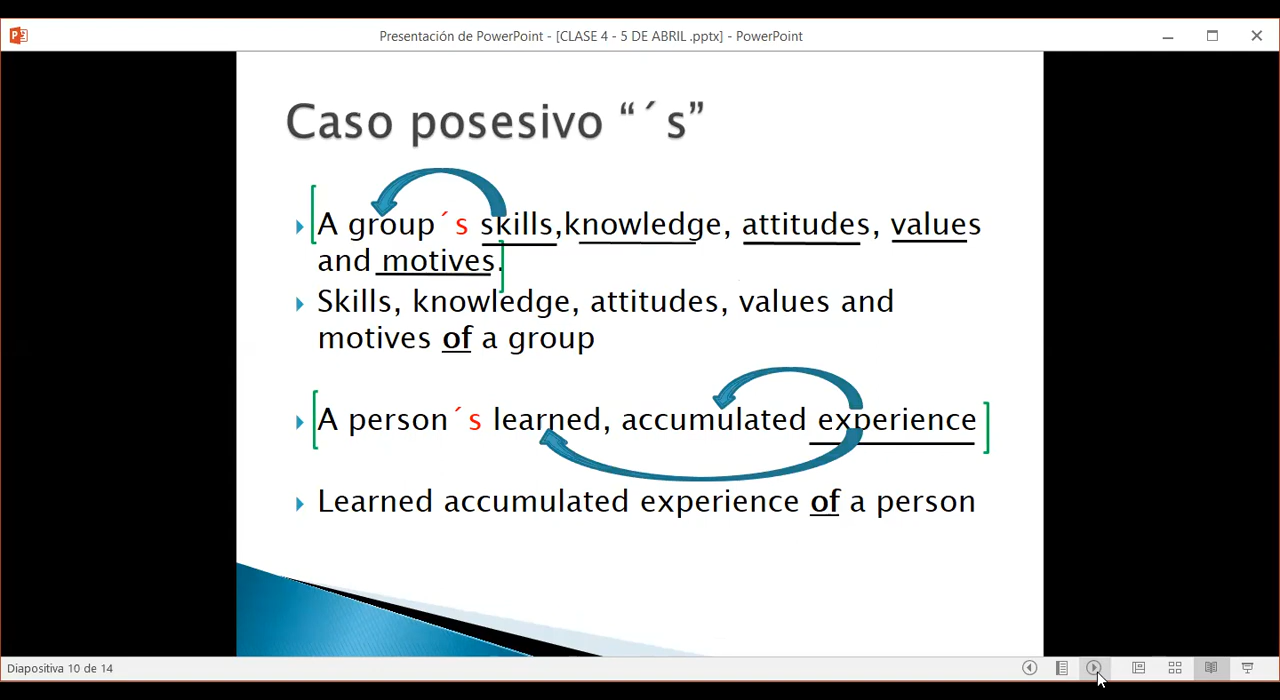 Presentación de PowerPoint - [CLASE 4 - 5 DE ABRIL .pptx] - PowerPoint
Caso posesivo “´s”
A group´s skills,knowledge, attitudes, values
and motives.
Skills, knowledge, attitudes, values and
motives of a group
A person´s learned, accumulated experience
Learned accumulated experience of a person
Diapositiva 10 de 14